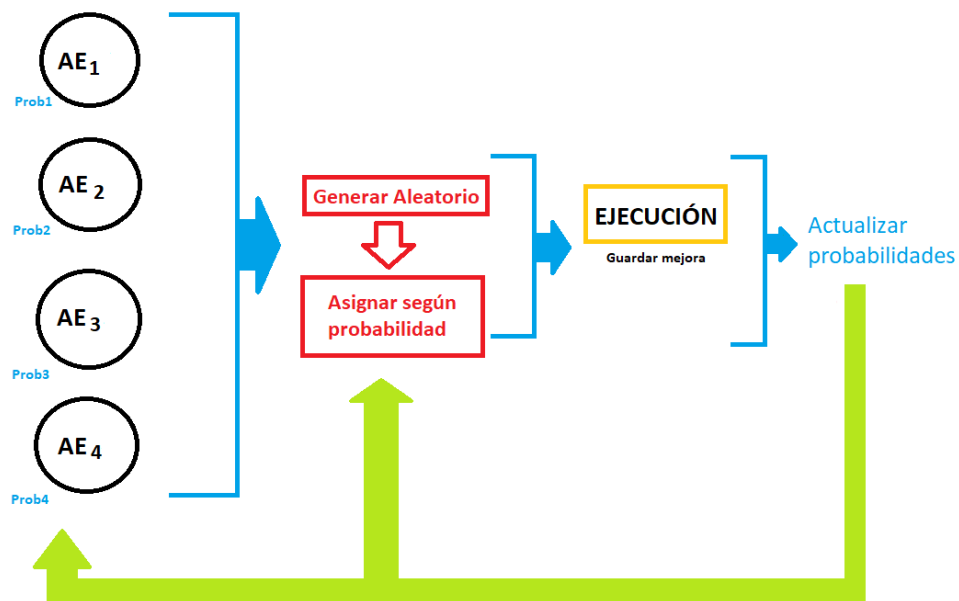 AE1
Prob1
AE2
Prob2
AE3
Prob3
AE4
Prob4
Generar Aleatorio
Asignar según
probabilidad
EJECUCIÓN
Guardar mejora
Actualizar
probabilidades